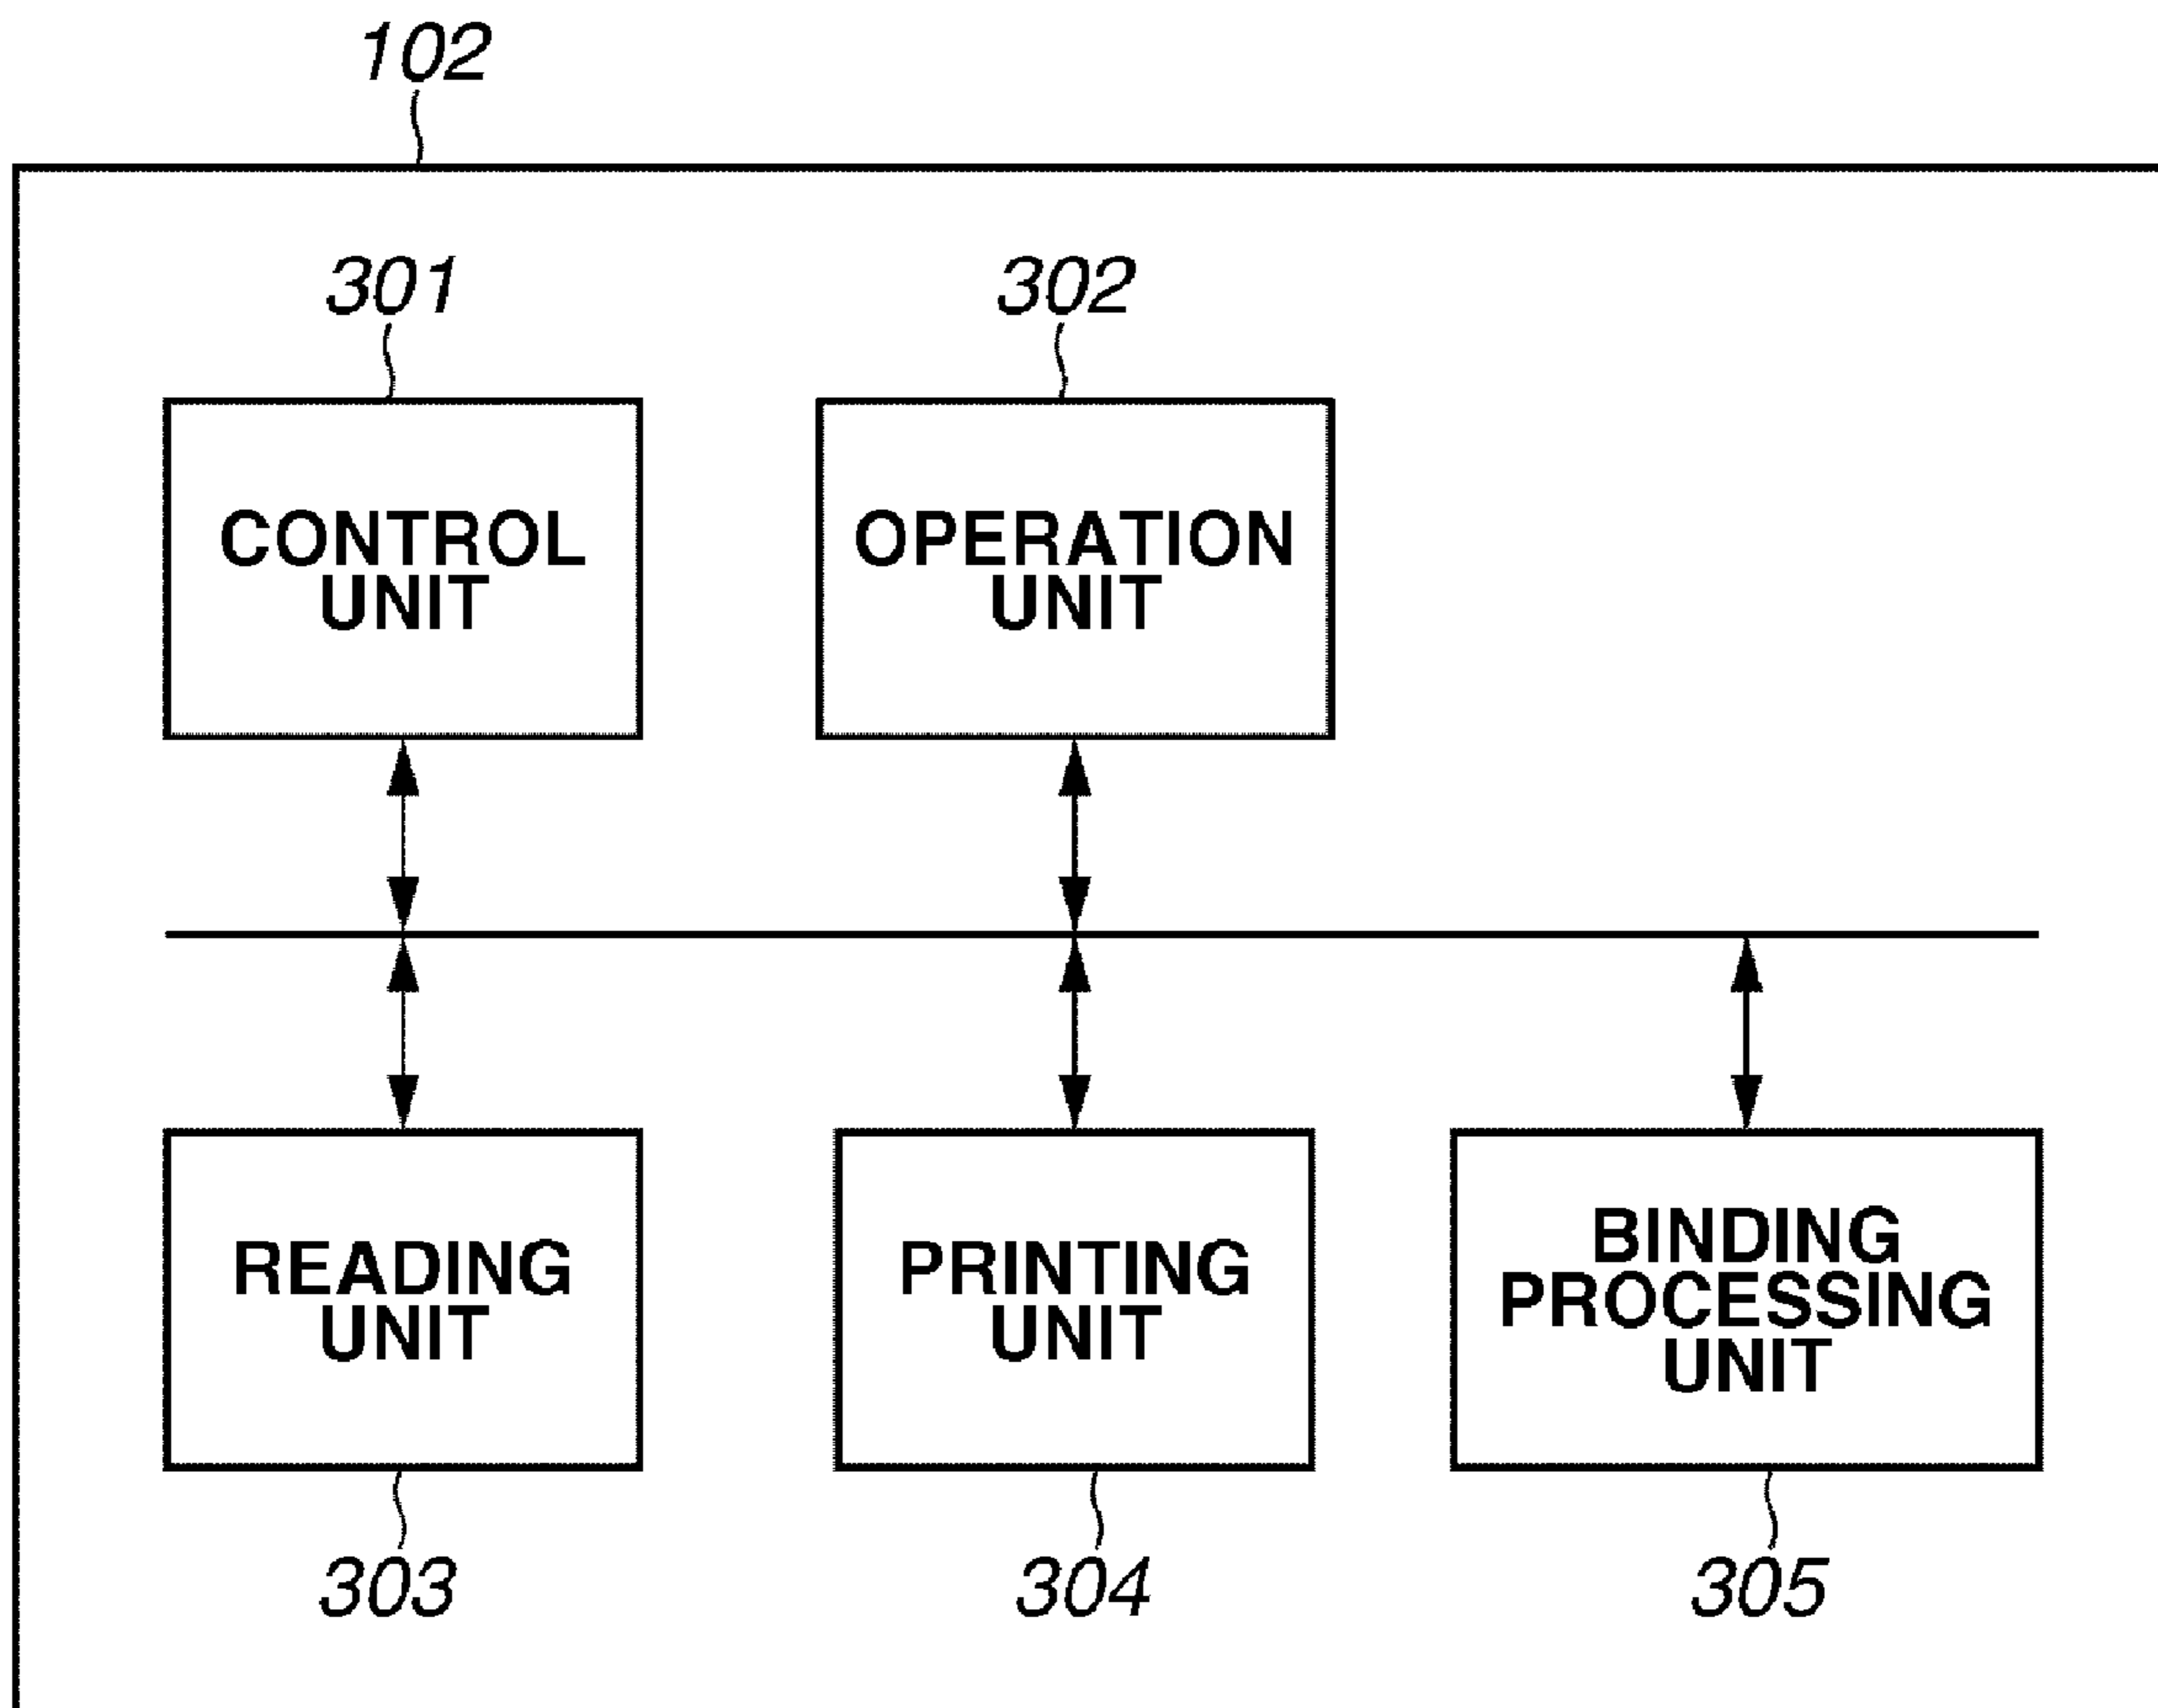 102
301
302
CONTROL
UNIT
OPERATION
UNIT
READING
UNIT
PRINTING
UNIT
BINDING
PROCESSING
UNIT
303
304
305